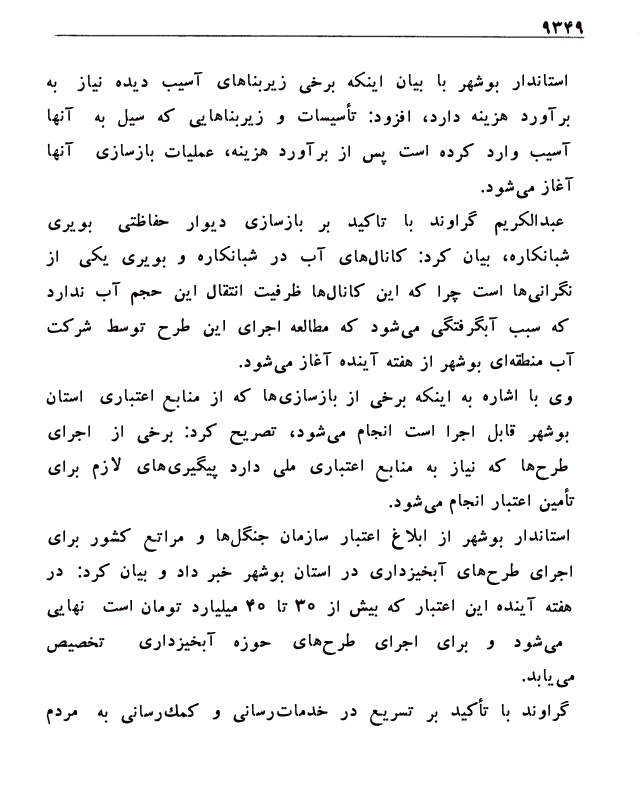 ۹۳۴۹
استاندار بوشهر با بیان اینکه برخی زیربناهای آسیب دیده نیاز به
برآورد هزینه دارد، افزود: تأسیسات و زیربناهایی که سیل به آنها
آسیب وارد کرده است پس از برآورد هزینه، عملیات بازسازی آنها
آغاز می‌شود.
عبدالکریم گراوند با تاکید بر بازسازی دیوار حفاظتی بویری
شبانکاره، بیان کرد: کانال‌های آب در شبانکاره و بویری یکی از
نگرانی‌ها است چرا که این کانال‌ها ظرفیت انتقال این حجم آب ندارد
که سبب آبگرفتگی می‌شود که مطالعه اجرای این طرح توسط شرکت
آب منطقه‌ای بوشهر از هفته آینده آغاز می‌شود.
وی با اشاره به اینکه برخی از بازسازی‌ها که از منابع اعتباری استان
بوشهر قابل اجرا است انجام می‌شود، تصریح کرد: برخی از اجرای
طرح‌ها که نیاز به منابع اعتباری ملی دارد پیگیری‌های لازم برای
تأمین اعتبار انجام می‌شود.
استاندار بوشهر از ابلاغ اعتبار سازمان جنگل‌ها و مراتع کشور برای
اجرای طرح‌های آبخیزداری در استان بوشهر خبر داد و بیان کرد: در
هفته آینده این اعتبار که بیش از ۳۰ تا ۴۰ میلیارد تومان است نهایی
می‌شود و برای اجرای طرح‌های حوزه آبخیزداری تخصیص
می‌یابد.
گراوند با تأکید بر تسریع در خدمات‌رسانی و کمك‌رسانی به مردم